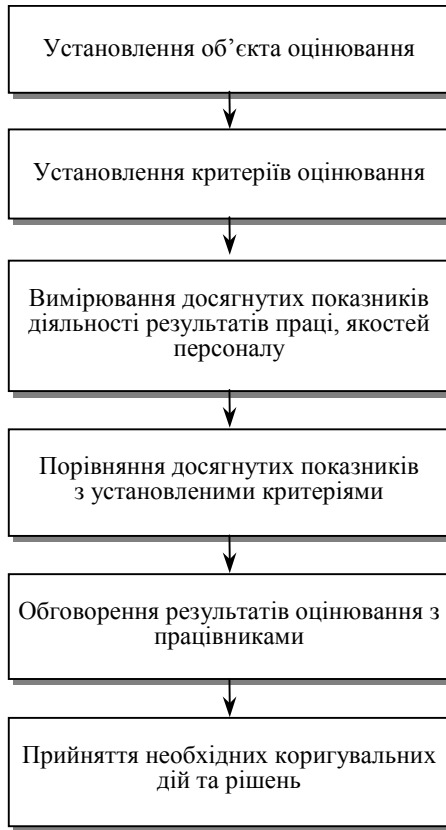 Установлення об’єкта оцінювання
Установлення критеріїв оцінювання
Вимірювання досягнутих показників
діяльності результатів праці, якостей
персоналу
Порівняння досягнутих показників
з установленими критеріями
Обговорення результатів оцінювання з
працівниками
Прийняття необхідних коригувальних
дій та рішень